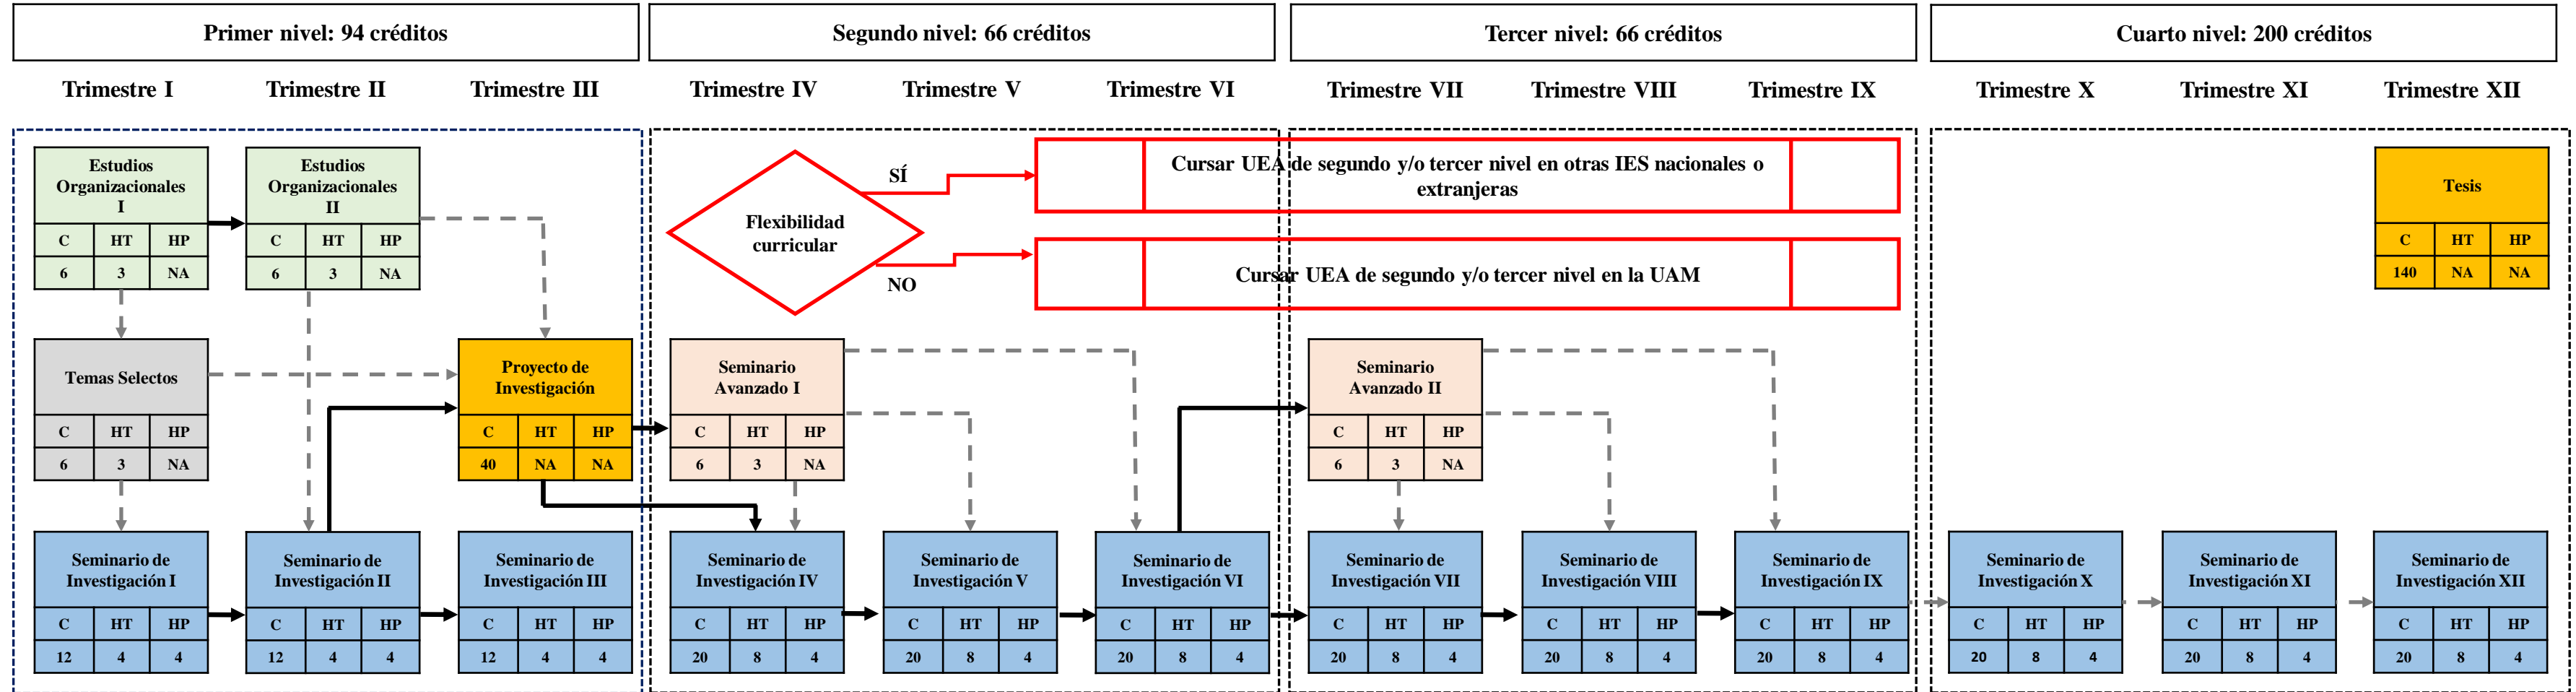 Primer nivel: 94 créditos
Segundo nivel: 66 créditos
Tercer nivel: 66 créditos
Cuarto nivel: 200 créditos
Trimestre I
Trimestre II
Trimestre III
Trimestre IV
Trimestre V
Trimestre VI
Trimestre VII
Trimestre VIII
Trimestre IX
Trimestre X
Trimestre XI
Trimestre XII
Estudios
Organizacionales
I
C HT HP
6 3 NA
Estudios
Organizacionales
II
C HT HP
6 3 NA
Flexibilidad
curricular
SÍ
Cursar UEA de segundo y/o tercer nivel en otras IES nacionales o
extranjeras
NO
Cursar UEA de segundo y/o tercer nivel en la UAM
Tesis
C HT HP
140 NA NA
Temas Selectos
C HT HP
6 3 NA
Proyecto de
Investigación
C HT HP
40 NA NA
Seminario
Avanzado I
C HT HP
6 3 NA
Seminario
Avanzado II
C HT HP
6 3 NA
Seminario de
Investigación I
C HT HP
12 4 4
Seminario de
Investigación II
C HT HP
12 4 4
Seminario de
Investigación III
C HT HP
12 4 4
Seminario de
Investigación IV
C HT HP
20 8 4
Seminario de
Investigación V
C HT HP
20 8 4
Seminario de
Investigación VI
C HT HP
20 8 4
Seminario de
Investigación VII
C HT HP
20 8 4
Seminario de
Investigación VIII
C HT HP
20 8 4
Seminario de
Investigación IX
C HT HP
20 8 4
Seminario de
Investigación X
C HT HP
20 8 4
Seminario de
Investigación XI
C HT HP
20 8 4
Seminario de
Investigación XII
C HT HP
20 8 4